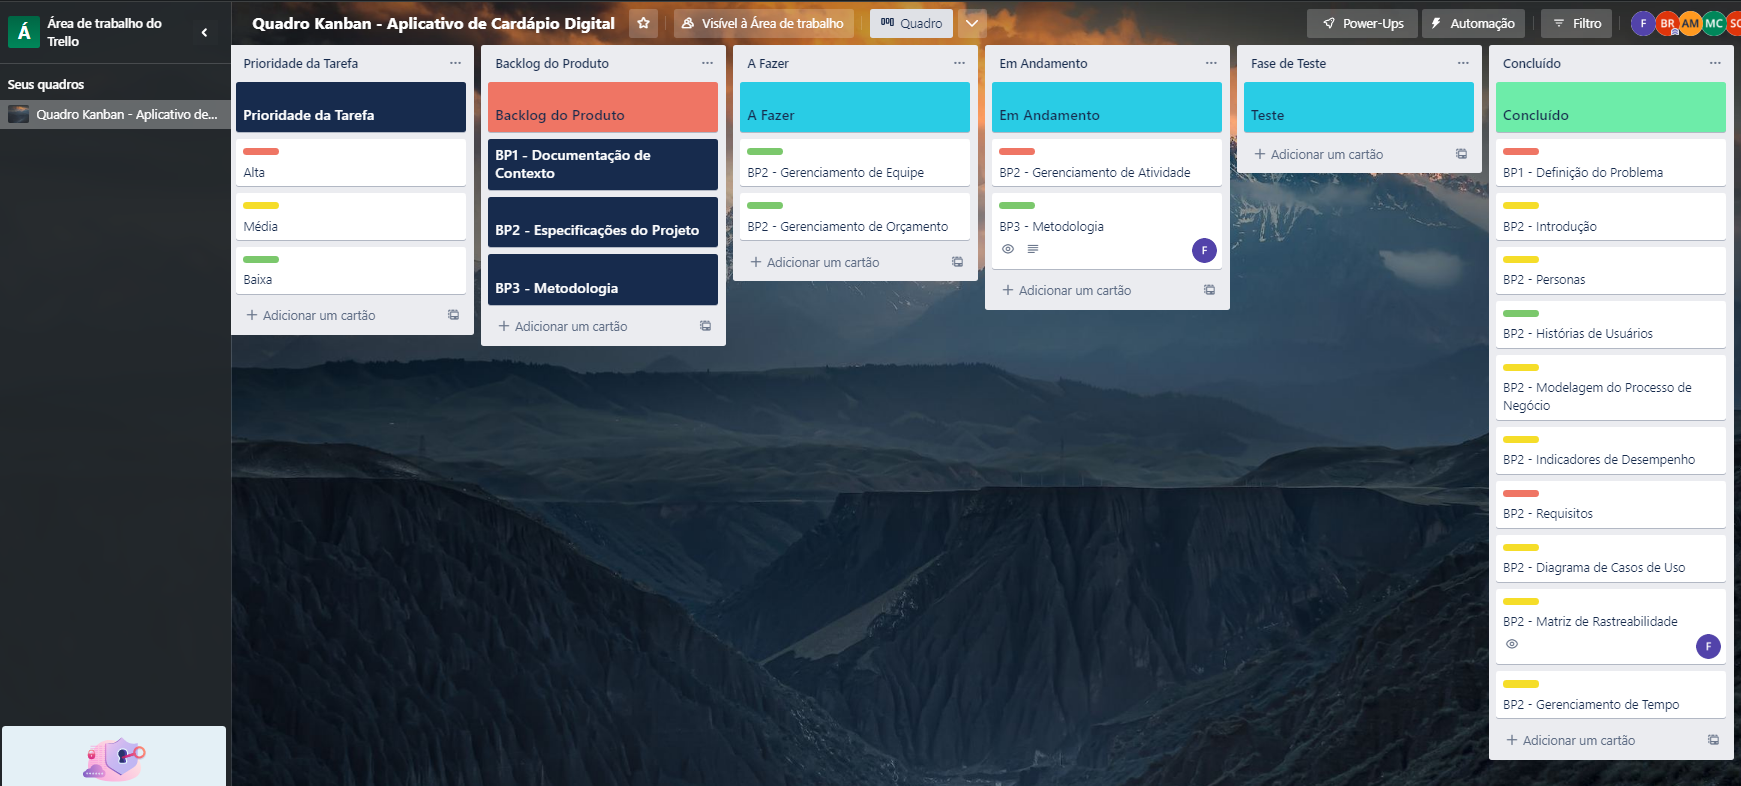 Á
Área de trabalho do
Trello
Seus quadros
Quadro Kanban - Aplicativo de...
Quadro Kanban - Aplicativo de Cardápio Digital
Visível à Área de trabalho
Quadro
Power-Ups
Automação
Filtro
F
BR
AM
MC
Prioridade da Tarefa
Prioridade da Tarefa
Alta
Média
Baixa
Adicionar um cartão
Backlog do Produto
Backlog do Produto
BP1 - Documentação de
Contexto
BP2 - Especificações do Projeto
BP3 - Metodologia
Adicionar um cartão
A Fazer
A Fazer
BP2 - Gerenciamento de Equipe
BP2 - Gerenciamento de Orçamento
Adicionar um cartão
Em Andamento
Em Andamento
BP2 - Gerenciamento de Atividade
BP3 - Metodologia
F
Adicionar um cartão
Fase de Teste
Teste
Adicionar um cartão
Concluído
Concluído
BP1 - Definição do Problema
BP2 - Introdução
BP2 - Personas
BP2 - Histórias de Usuários
BP2 - Modelagem do Processo de
Negócio
BP2 - Indicadores de Desempenho
BP2 - Requisitos
BP2 - Diagrama de Casos de Uso
BP2 - Matriz de Rastreabilidade
F
BP2 - Gerenciamento de Tempo
Adicionar um cartão